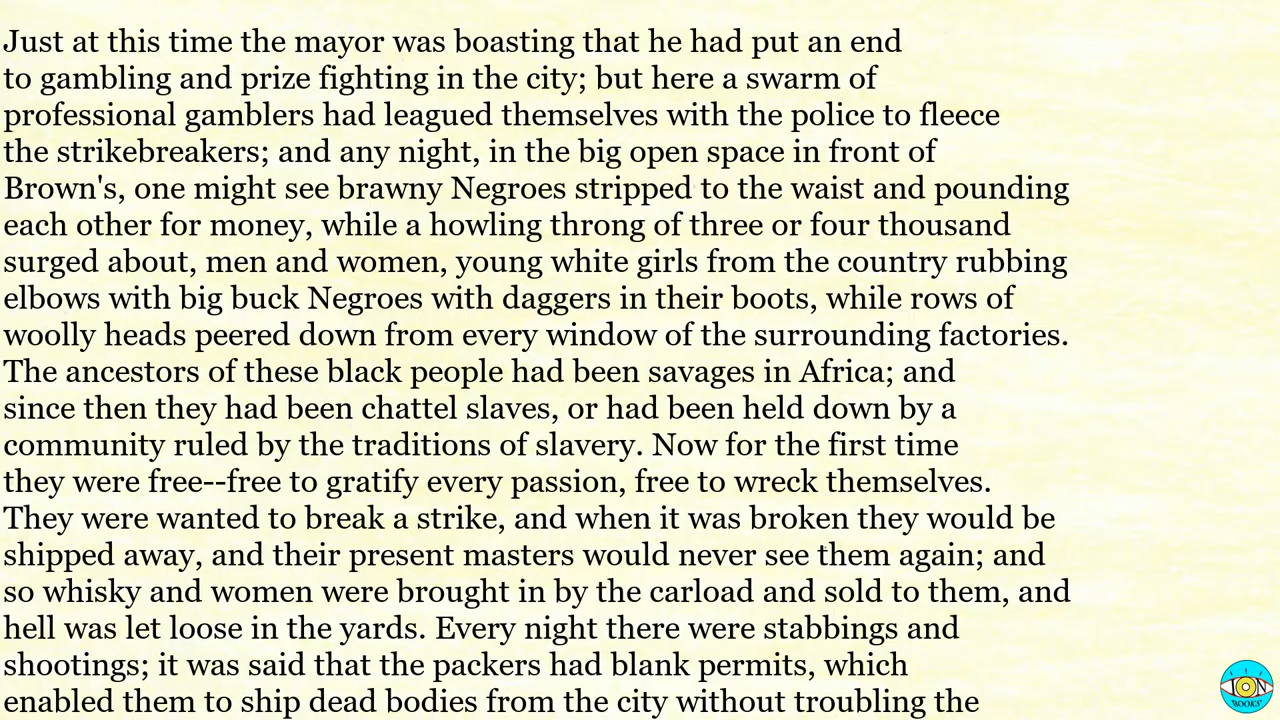 Just at this time the mayor was boasting that he had put an end
to gambling and prize fighting in the city; but here a swarm of
professional gamblers had leagued themselves with the police to fleece
the strikebreakers; and any night, in the big open space in front of
Brown's, one might see brawny Negroes stripped to the waist and pounding
each other for money, while a howling throng of three or four thousand
surged about, men and women, young white girls from the country rubbing
elbows with big buck Negroes with daggers in their boots, while rows of
woolly heads peered down from every window of the surrounding factories.
The ancestors of these black people had been savages in Africa; and
since then they had been chattel slaves, or had been held down by a
community ruled by the traditions of slavery. Now for the first time
they were free--free to gratify every passion, free to wreck themselves.
They were wanted to break a strike, and when it was broken they would be
shipped away, and their present masters would never see them again; and
so whisky and women were brought in by the carload and sold to them, and
hell was let loose in the yards. Every night there were stabbings and
shootings; it was said that the packers had blank permits, which
enabled them to ship dead bodies from the city without troubling the
ION
BOOKS